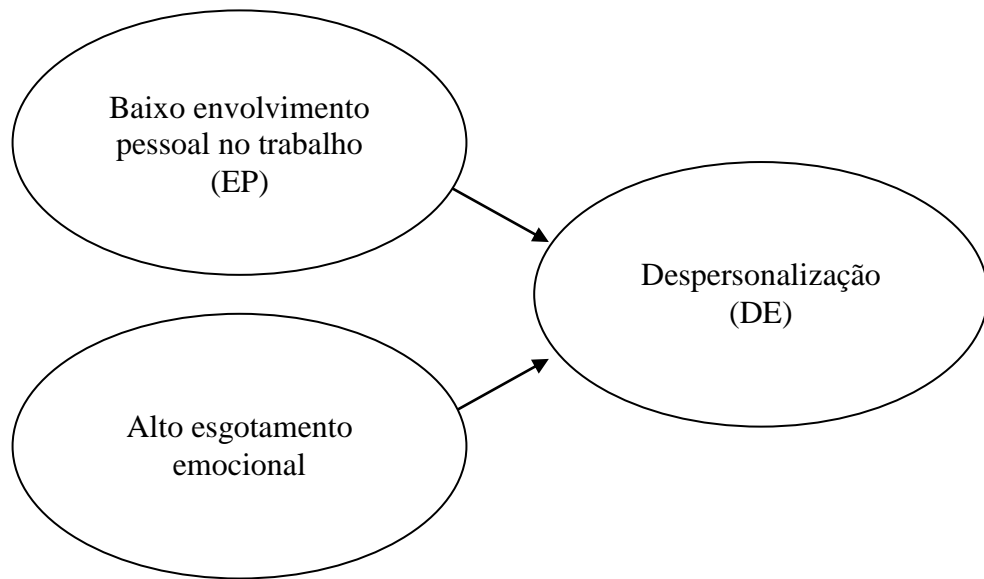 Baixo envolvimento
pessoal no trabalho
(EP)
Despersonalização
(DE)
Alto esgotamento
emocional